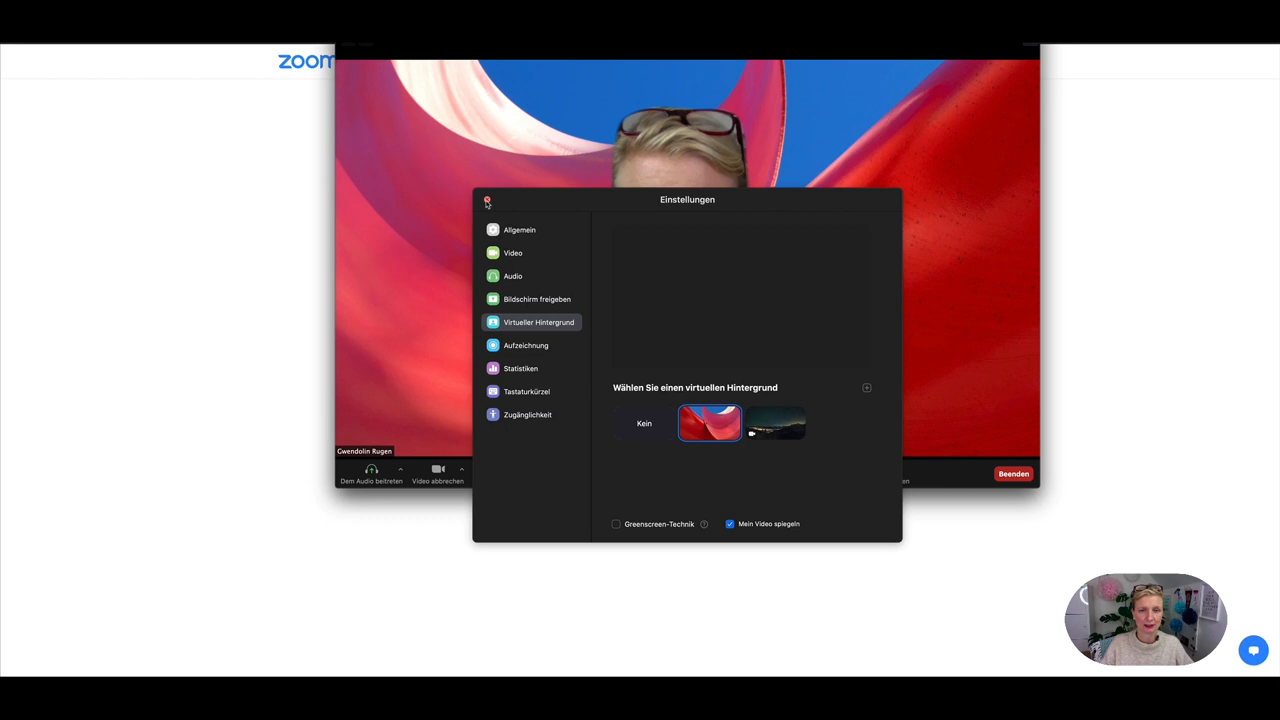 zoom
Einstellungen
Allgemein
Video
Audio
Bildschirm freigeben
Virtueller Hintergrund
Aufzeichnung
Statistiken
Tastaturkürzel
Zugänglichkeit
Wählen Sie einen virtuellen Hintergrund
Kein
Greenscreen-Technik
Mein Video spiegeln
Gwendolin Rugen
Dem Audio beitreten
Video abbrechen
en
Beenden